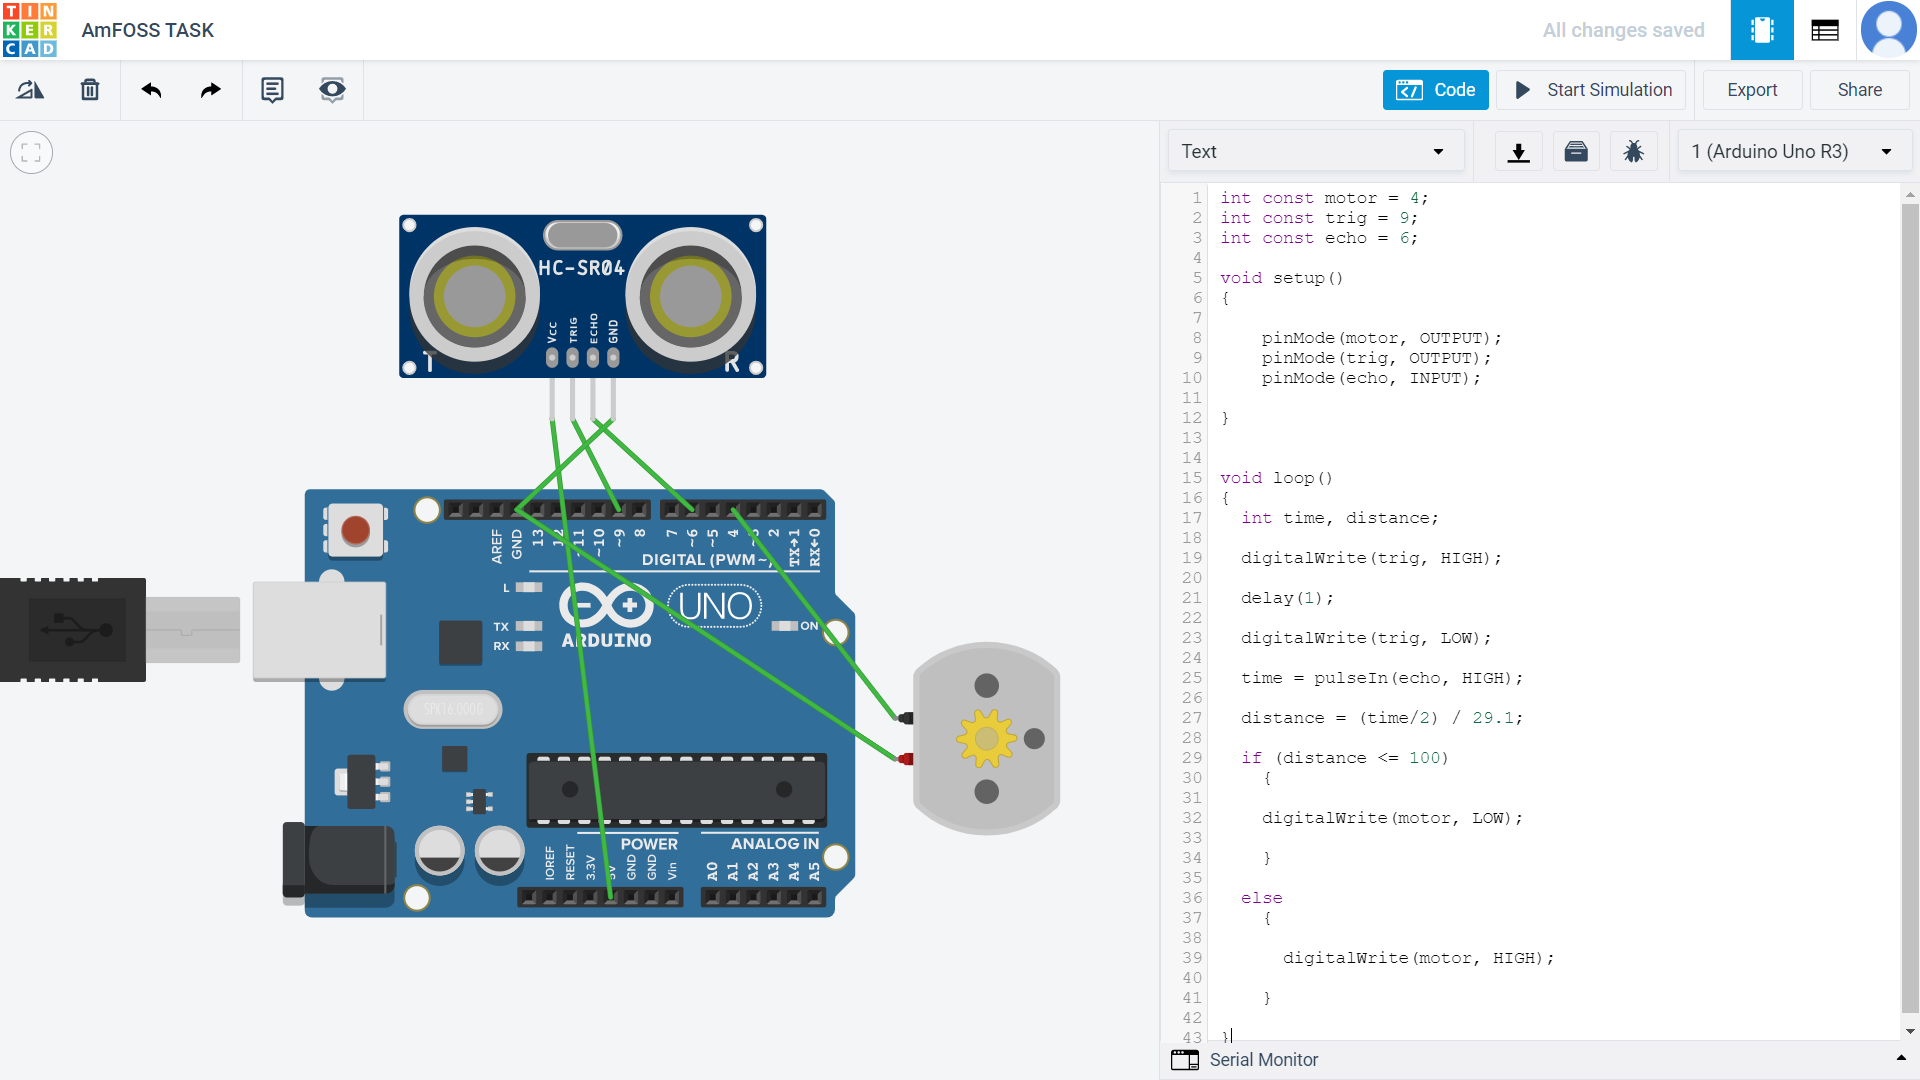 TINKERCAD
AmFOSS TASK
All changes saved
Code
Start Simulation
Export
Share
Text
1 (Arduino Uno R3)
HC-SR04
VCC
TRIG
ECHO
GND
T
R
AREF
GND
13
12
~11
~10
~9
8
7
~6
~5
4
~3
2
TX→1
RX←0
DIGITAL (PWM~)
L
TX
RX
ARDUINO
UNO
ON
SPK16.000G
POWER
ANALOG IN
IOREF
RESET
3.3V
5V
GND
GND
Vin
A0
A1
A2
A3
A4
A5
1 int const motor = 4;
2 int const trig = 9;
3 int const echo = 6;
4
5 void setup()
6 {
7
8     pinMode(motor, OUTPUT);
9     pinMode(trig, OUTPUT);
10     pinMode(echo, INPUT);
11
12 }
13
14
15 void loop()
16 {
17   int time, distance;
18
19   digitalWrite(trig, HIGH);
20
21   delay(1);
22
23   digitalWrite(trig, LOW);
24
25   time = pulseIn(echo, HIGH);
26
27   distance = (time/2) / 29.1;
28
29   if (distance <= 100)
30     {
31
32     digitalWrite(motor, LOW);
33
34     }
35
36   else
37     {
38
39       digitalWrite(motor, HIGH);
40
41     }
42
43 }
Serial Monitor